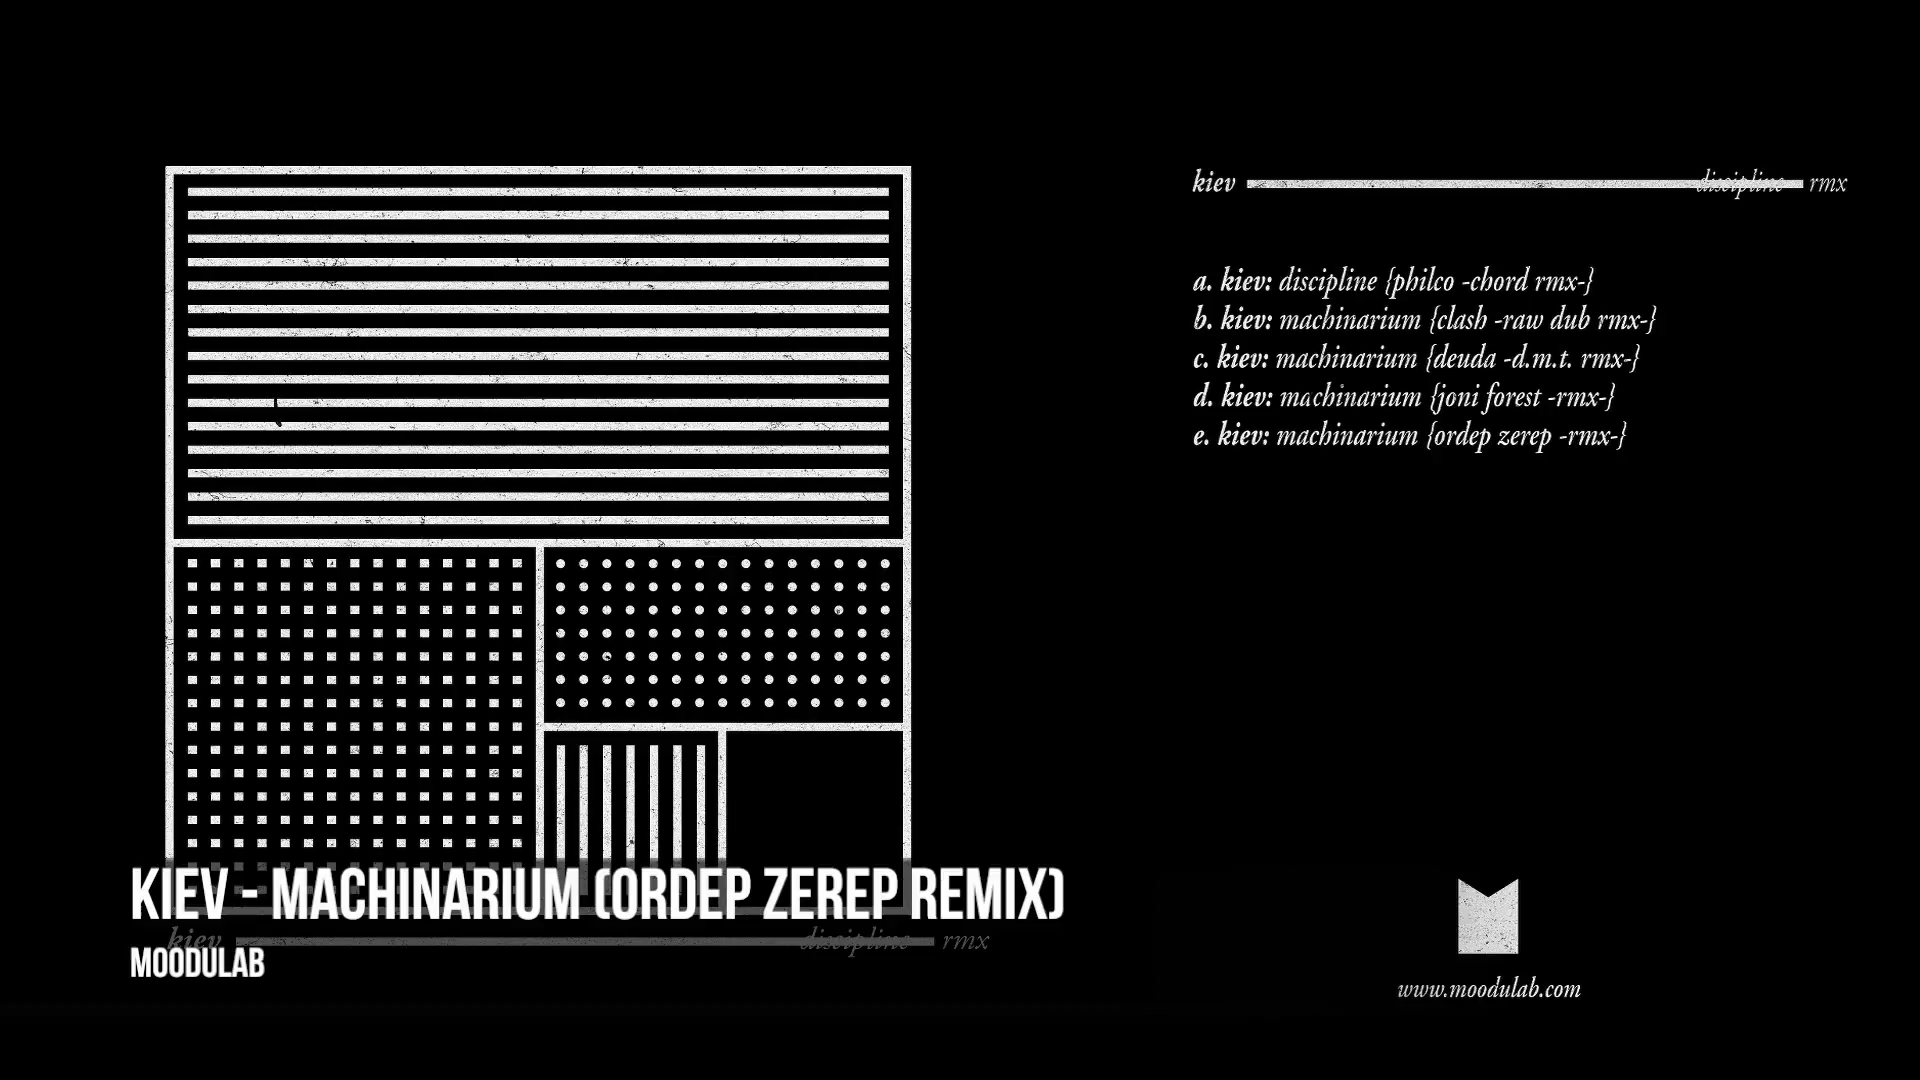 kiev discipline rmx
a. kiev: discipline {philco -chord rmx-}
b. kiev: machinarium {clash -raw dub rmx-}
c. kiev: machinarium {deuda -d.m.t. rmx-}
d. kiev: machinarium {joni forest -rmx-}
e. kiev: machinarium {ordep zerep -rmx-}
KIEV - MACHINARIUM (ORDEP ZEREP REMIX)
kiev discipline rmx
MOODULAB
www.moodulab.com